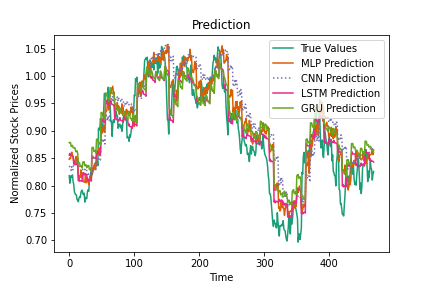 Prediction
1.05
1.00
0.95
0.90
0.85
0.80
0.75
0.70
Normalized Stock Prices
0
100
200
300
400
Time
True Values
MLP Prediction
CNN Prediction
LSTM Prediction
GRU Prediction